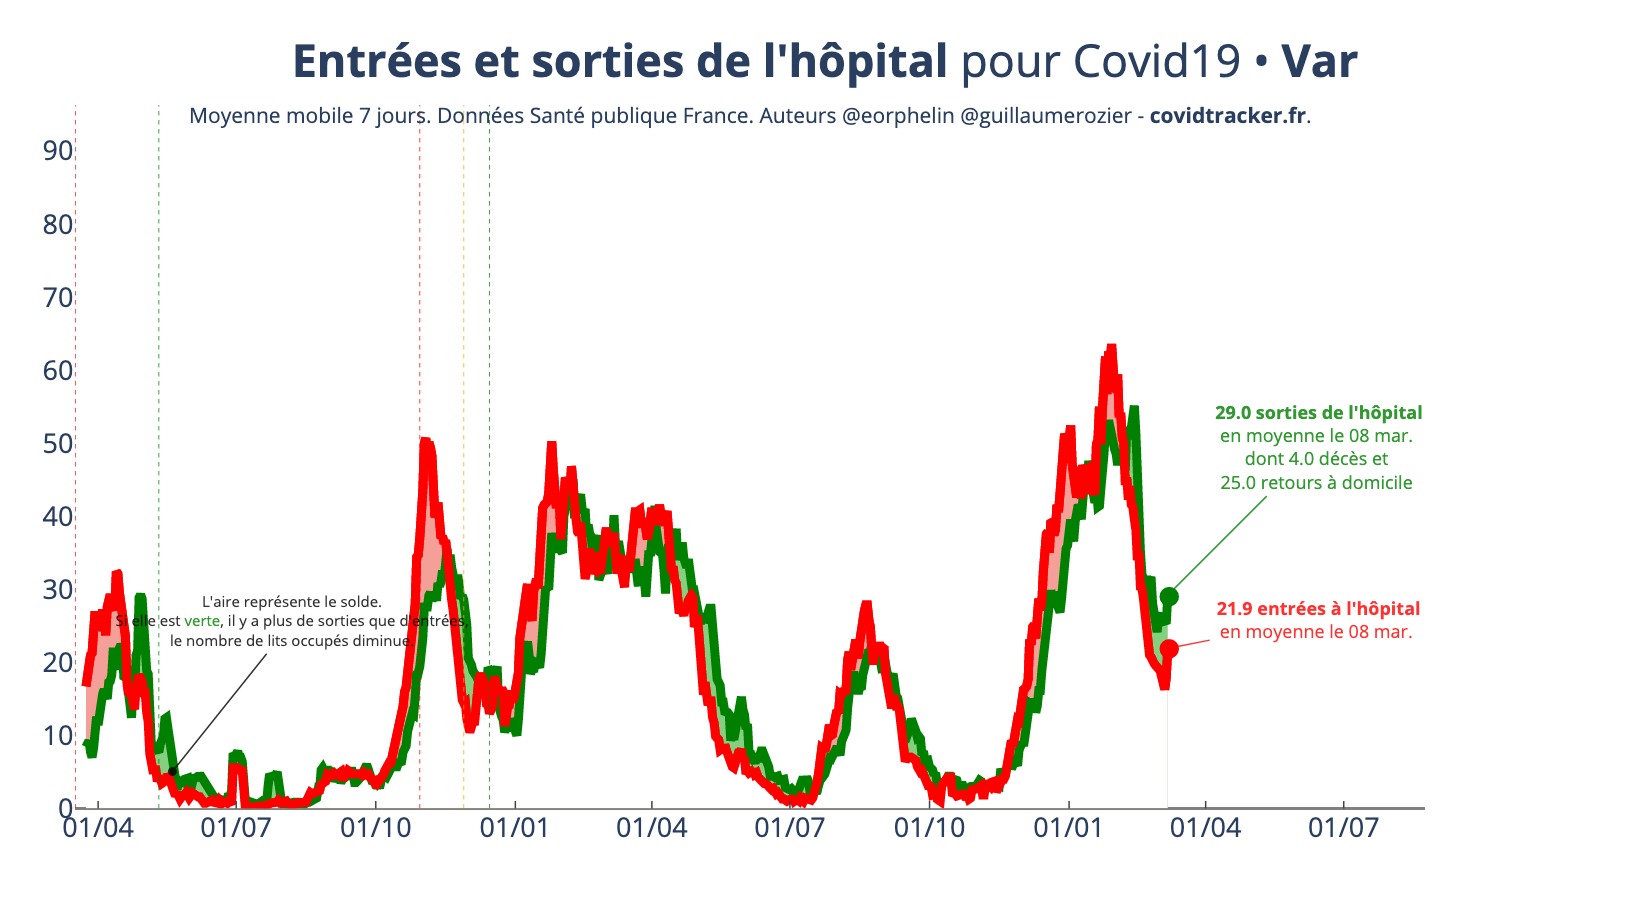 Entrées et sorties de l'hôpital pour Covid19 • Var
Moyenne mobile 7 jours. Données Santé publique France. Auteurs @eorphelin @guillaumerozier - covidtracker.fr.
90
80
70
60
50
40
30
20
10
0
29.0 sorties de l'hôpital
en moyenne le 08 mar.
dont 4.0 décès et
25.0 retours à domicile
21.9 entrées à l'hôpital
en moyenne le 08 mar.
L'aire représente le solde.
Si elle est verte, il y a plus de sorties que d'entrées,
le nombre de lits occupés diminue
01/04 01/07 01/10 01/01 01/04 01/07 01/10 01/01 01/04 01/07